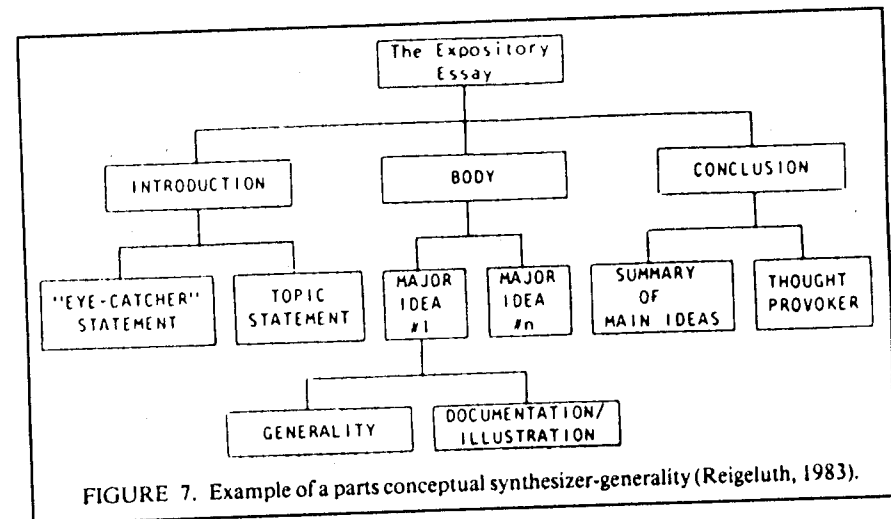 The Expository
Essay
INTRODUCTION
BODY
CONCLUSION
"EYE-CATCHER"
STATEMENT
TOPIC
STATEMENT
MAJOR
IDEA
#1
MAJOR
IDEA
#n
SUMMARY
OF
MAIN IDEAS
THOUGHT
PROVOKER
GENERALITY
DOCUMENTATION/
ILLUSTRATION
FIGURE 7. Example of a parts conceptual synthesizer-generality (Reigeluth, 1983).